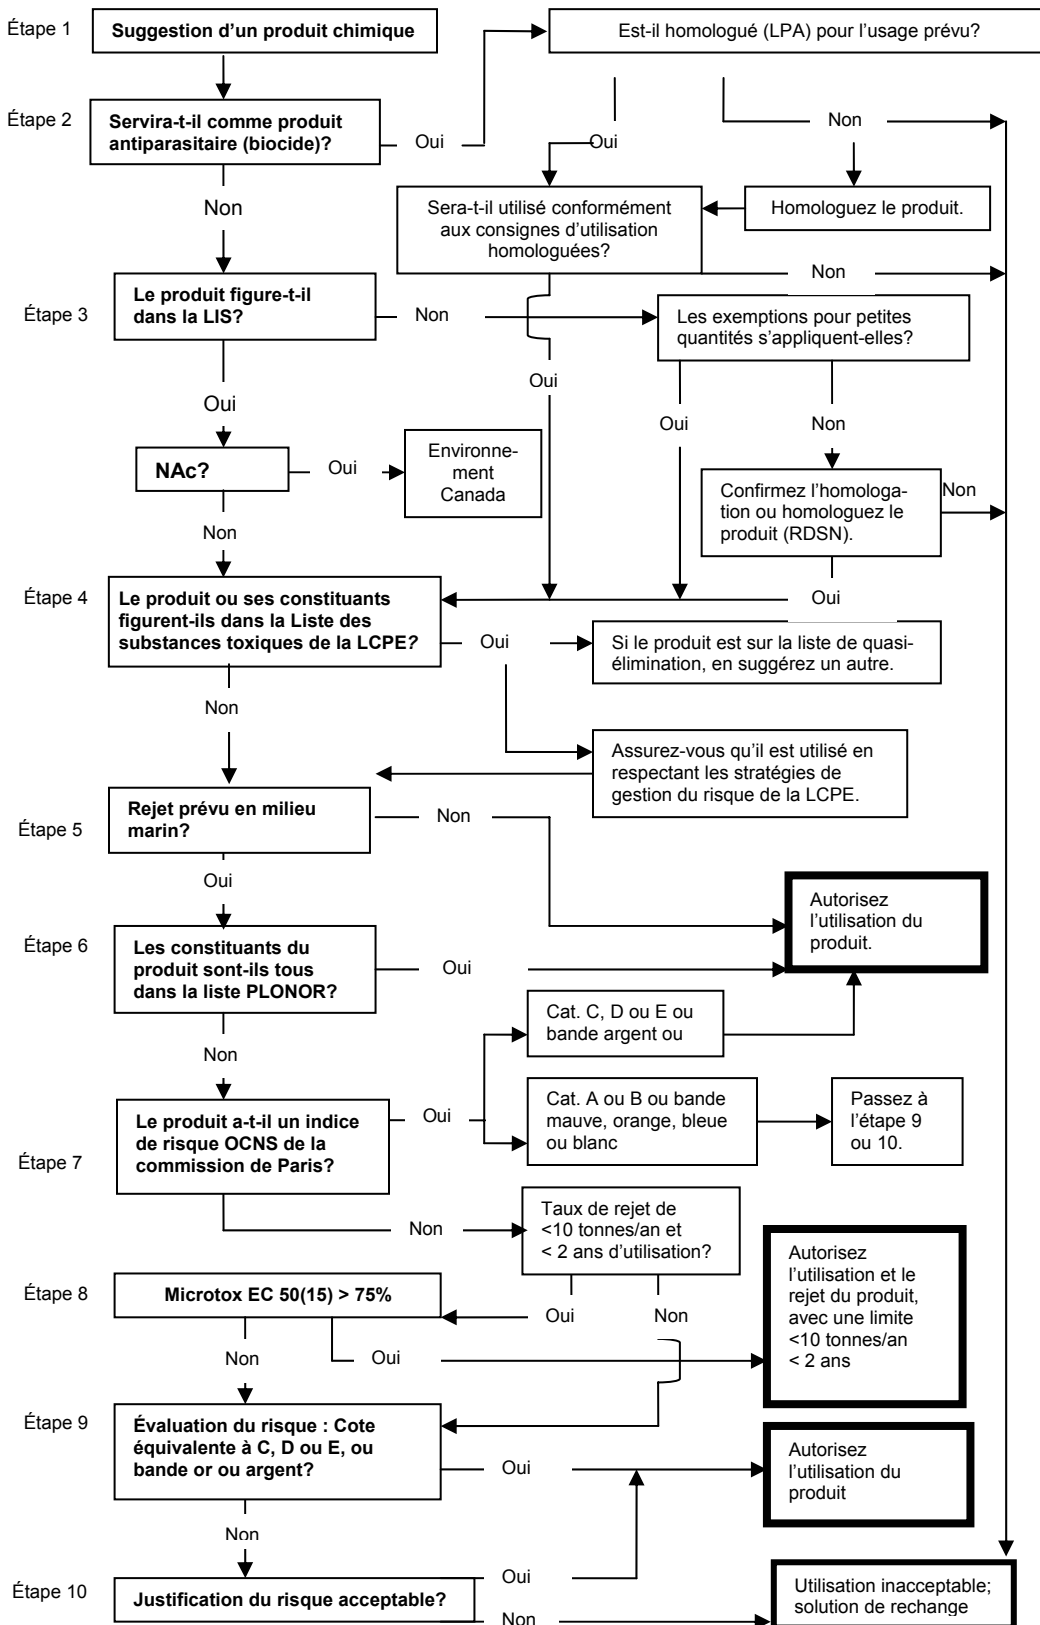 Étape 1
Suggestion d'un produit chimique
Est-il homologué (LPA) pour l'usage prévu?
Étape 2
Servira-t-il comme produit
antiparasitaire (biocide)?
Oui
Oui
Non
Non
Sera-t-il utilisé conformément
aux consignes d'utilisation
homologuées?
Homologuez le produit.
Non
Étape 3
Le produit figure-t-il
dans la LIS?
Non
Les exemptions pour petites
quantités s'appliquent-elles?
Oui
Oui
Oui
Non
NAc?
Oui
Environne-
ment
Canada
Confirmez l'homologa-
tion ou homologuez le
produit (RDSN).
Non
Non
Oui
Étape 4
Le produit ou ses constituants
figurent-ils dans la Liste des
substances toxiques de la LCPE?
Oui
Si le produit est sur la liste de quasi-
élimination, en suggérez un autre.
Non
Assurez-vous qu'il est utilisé en
respectant les stratégies de
gestion du risque de la LCPE.
Étape 5
Rejet prévu en milieu
marin?
Non
Oui
Autorisez
l'utilisation du
produit.
Étape 6
Les constituants du
produit sont-ils tous
dans la liste PLONOR?
Oui
Non
Cat. C, D ou E ou
bande argent ou
Étape 7
Le produit a-t-il un indice
de risque OCNS de la
commission de Paris?
Oui
Cat. A ou B ou bande
mauve, orange, bleue
ou blanc
Passez à
l'étape 9
ou 10.
Non
Taux de rejet de
<10 tonnes/an et
< 2 ans d'utilisation?
Oui
Non
Étape 8
Microtox EC 50(15) > 75%
Non
Oui
Autorisez
l'utilisation et le
rejet du produit,
avec une limite
<10 tonnes/an
< 2 ans
Étape 9
Évaluation du risque : Cote
équivalente à C, D ou E, ou
bande or ou argent?
Oui
Autorisez
l'utilisation du
produit
Non
Étape 10
Justification du risque acceptable?
Oui
Non
Utilisation inacceptable;
solution de rechange